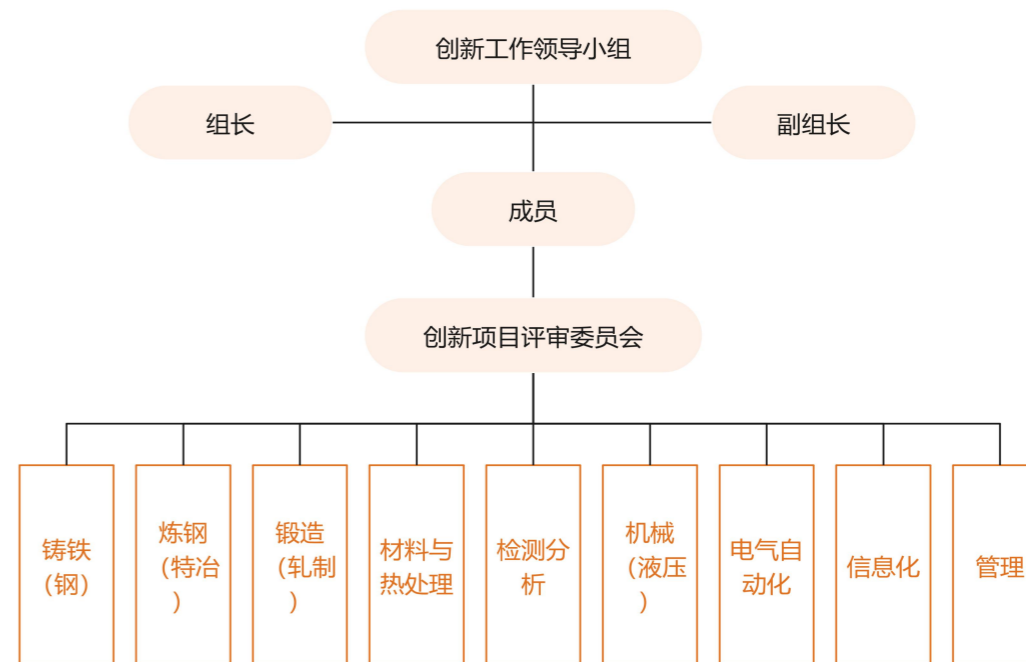 创新工作领导小组
组长
副组长
成员
创新项目评审委员会
铸铁
（钢）
炼钢
（特冶
）
锻造
（轧制
）
材料与
热处理
检测分
析
机械
（液压
）
电气自
动化
信息化
管理